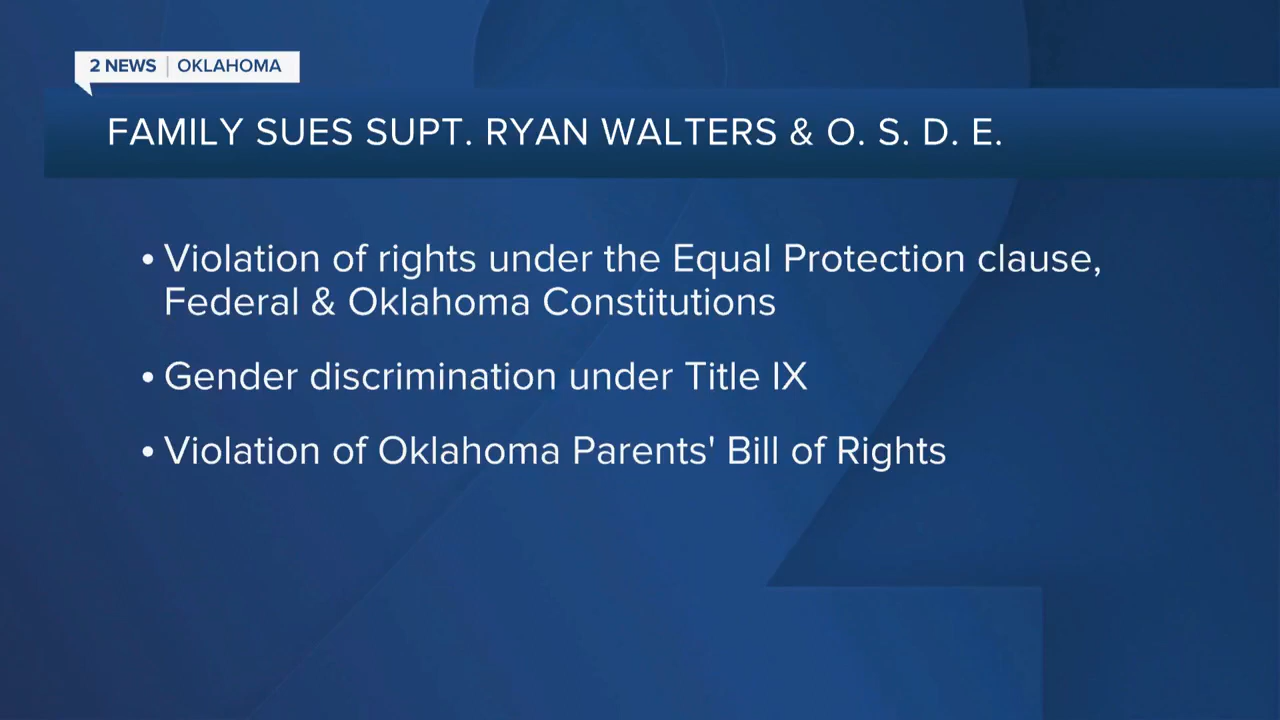 2 NEWS | OKLAHOMA
FAMILY SUES SUPT. RYAN WALTERS & O. S. D. E.
• Violation of rights under the Equal Protection clause,
Federal & Oklahoma Constitutions
• Gender discrimination under Title IX
• Violation of Oklahoma Parents' Bill of Rights